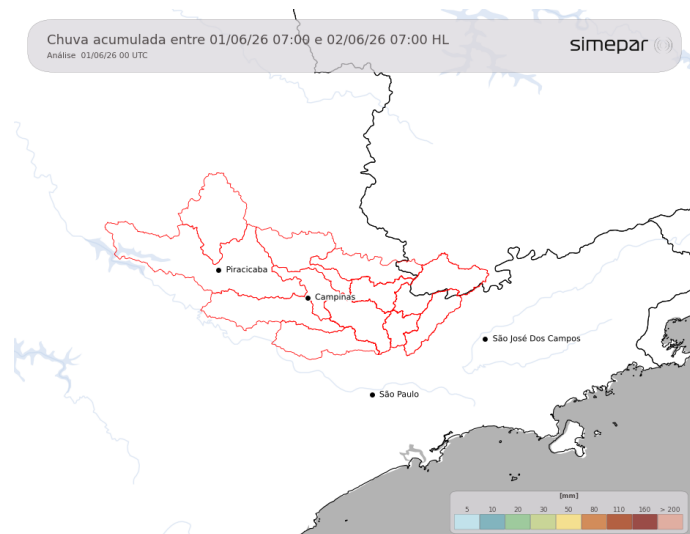 Chuva acumulada entre 01/06/26 07:00 e 02/06/26 07:00 HL
Análise 01/06/26 00 UTC
simepar
Piracicaba
Campinas
São José Dos Campos
São Paulo
[mm]
5 10 20 30 50 80 110 160 > 200